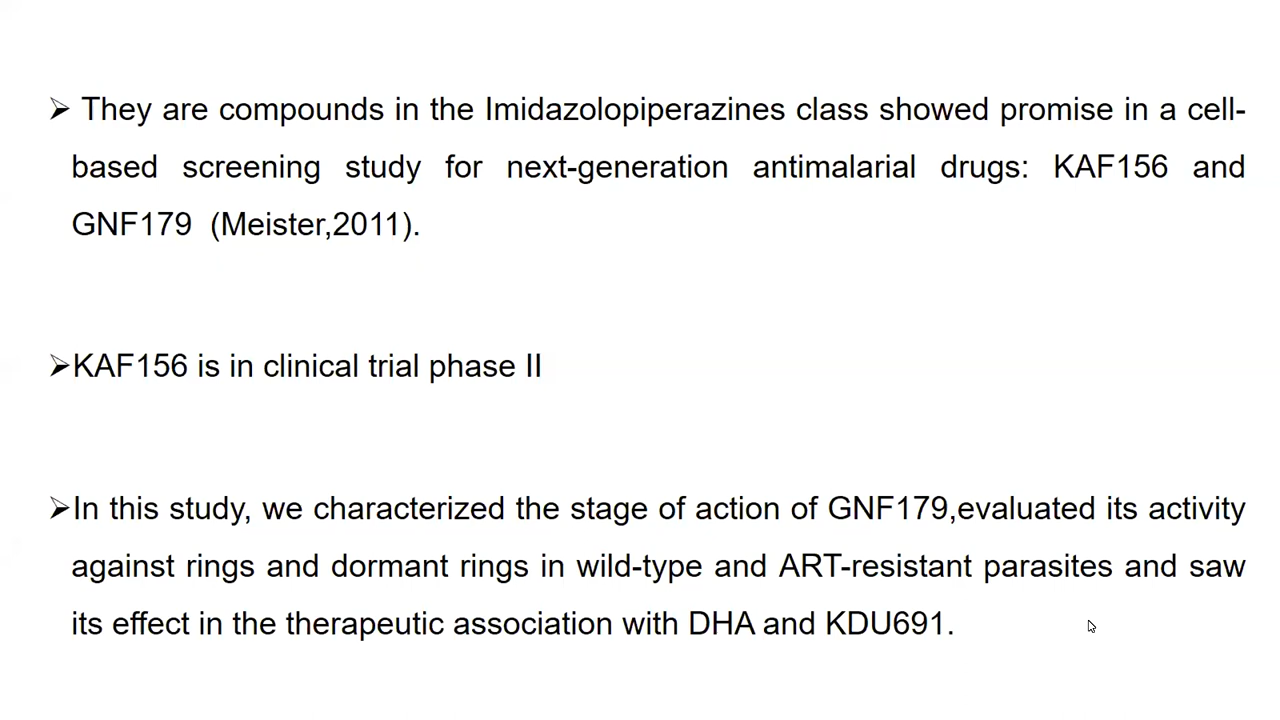 ➢ They are compounds in the Imidazolopiperazines class showed promise in a cell-
based screening study for next-generation antimalarial drugs: KAF156 and
GNF179 (Meister,2011).
➢KAF156 is in clinical trial phase II
➢In this study, we characterized the stage of action of GNF179,evaluated its activity
against rings and dormant rings in wild-type and ART-resistant parasites and saw
its effect in the therapeutic association with DHA and KDU691.